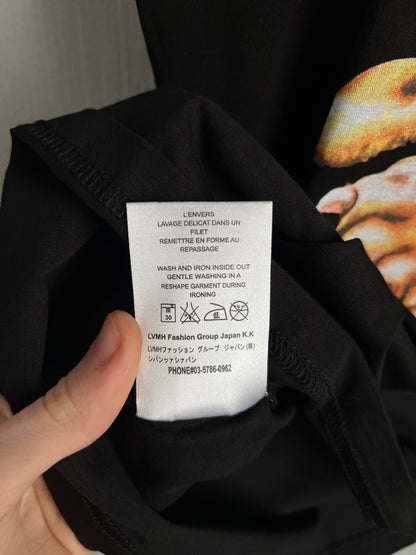 L'ENVERS
LAVAGE DELICAT DANS UN
FILET
REMETTRE EN FORME AU
REPASSAGE
WASH AND IRON INSIDE OUT
GENTLE WASHING IN A
RESHAPE GARMENT DURING
IRONING
30 低
LVMH Fashion Group Japan K.K
LVMHファッション グループ ジャパン (株)
PHONE#03-5786-0962